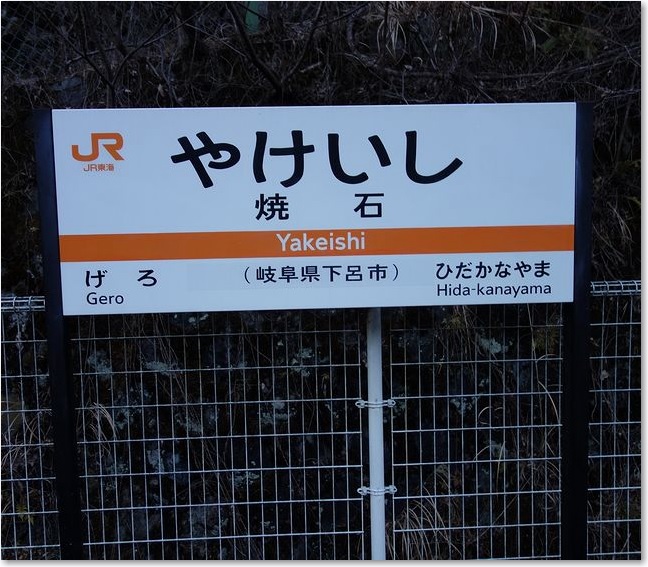 JR
JR東海
やけいし
焼 石
Yakeishi
げ ろ
Gero
（岐阜県下呂市）
ひだかなやま
Hida-kanayama